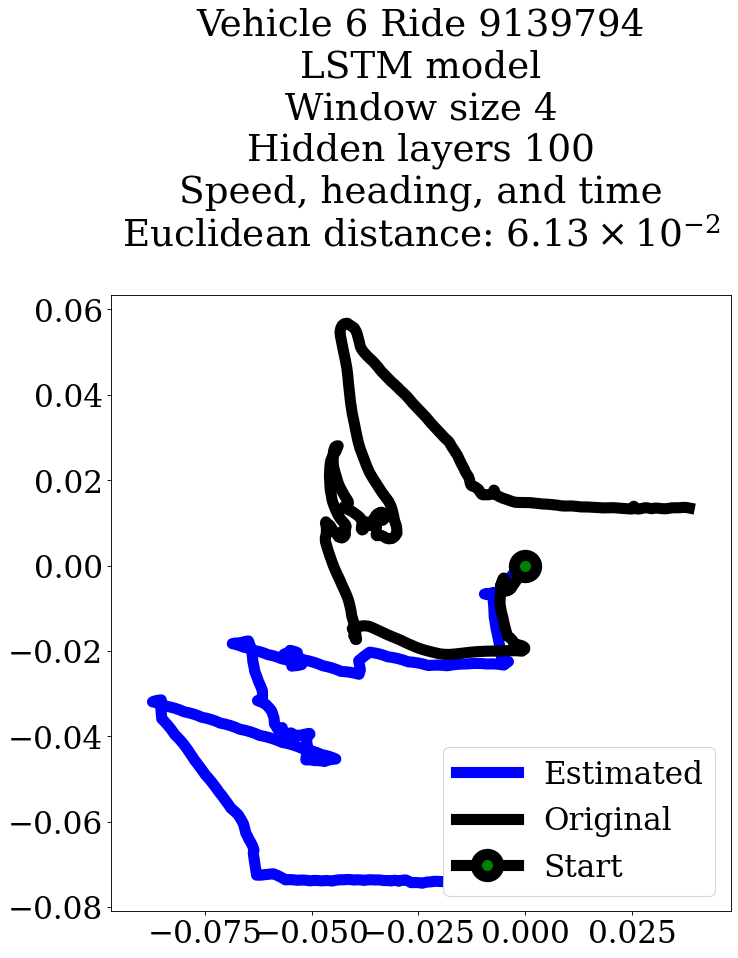 Vehicle 6 Ride 9139794
LSTM model
Window size 4
Hidden layers 100
Speed, heading, and time
Euclidean distance: 6.13 × 10⁻²
0.06
0.04
0.02
0.00
−0.02
−0.04
−0.06
−0.08
Estimated
Original
Start
−0.075 −0.050 −0.025 0.000 0.025